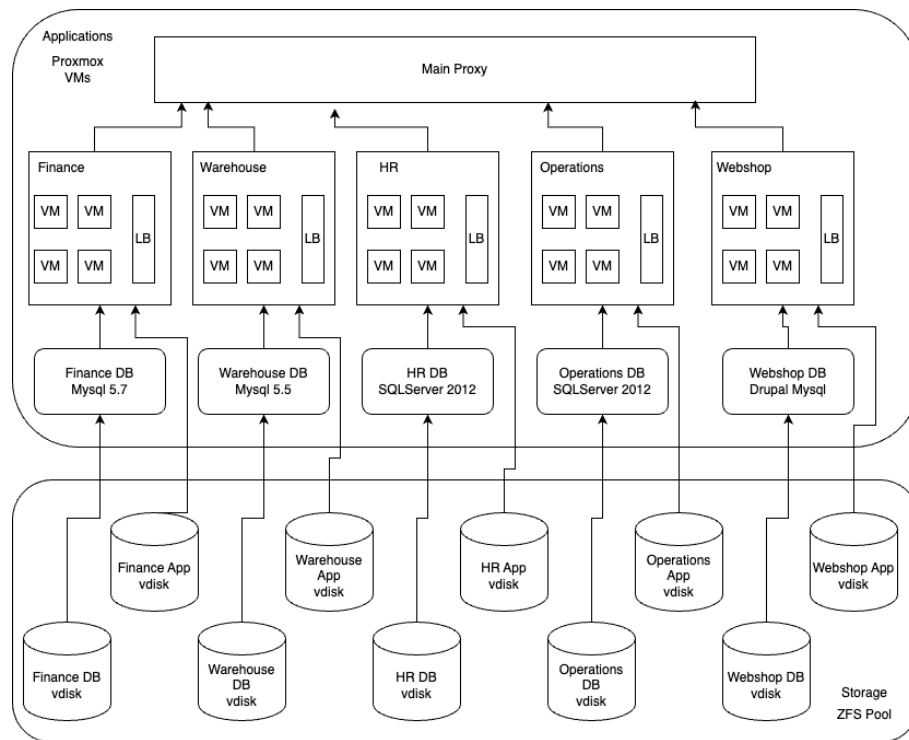 Applications
Proxmox
VMs
Main Proxy
Finance
VM VM
VM VM
LB
Warehouse
VM VM
VM VM
LB
HR
VM VM
VM VM
LB
Operations
VM VM
VM VM
LB
Webshop
VM VM
VM VM
LB
Finance DB
Mysql 5.7
Warehouse DB
Mysql 5.5
HR DB
SQLServer 2012
Operations DB
SQLServer 2012
Webshop DB
Drupal Mysql
Finance App
vdisk
Warehouse
App
vdisk
HR App
vdisk
Operations
App
vdisk
Webshop App
vdisk
Finance DB
vdisk
Warehouse
DB
vdisk
HR DB
vdisk
Operations
DB
vdisk
Webshop DB
vdisk
Storage
ZFS Pool